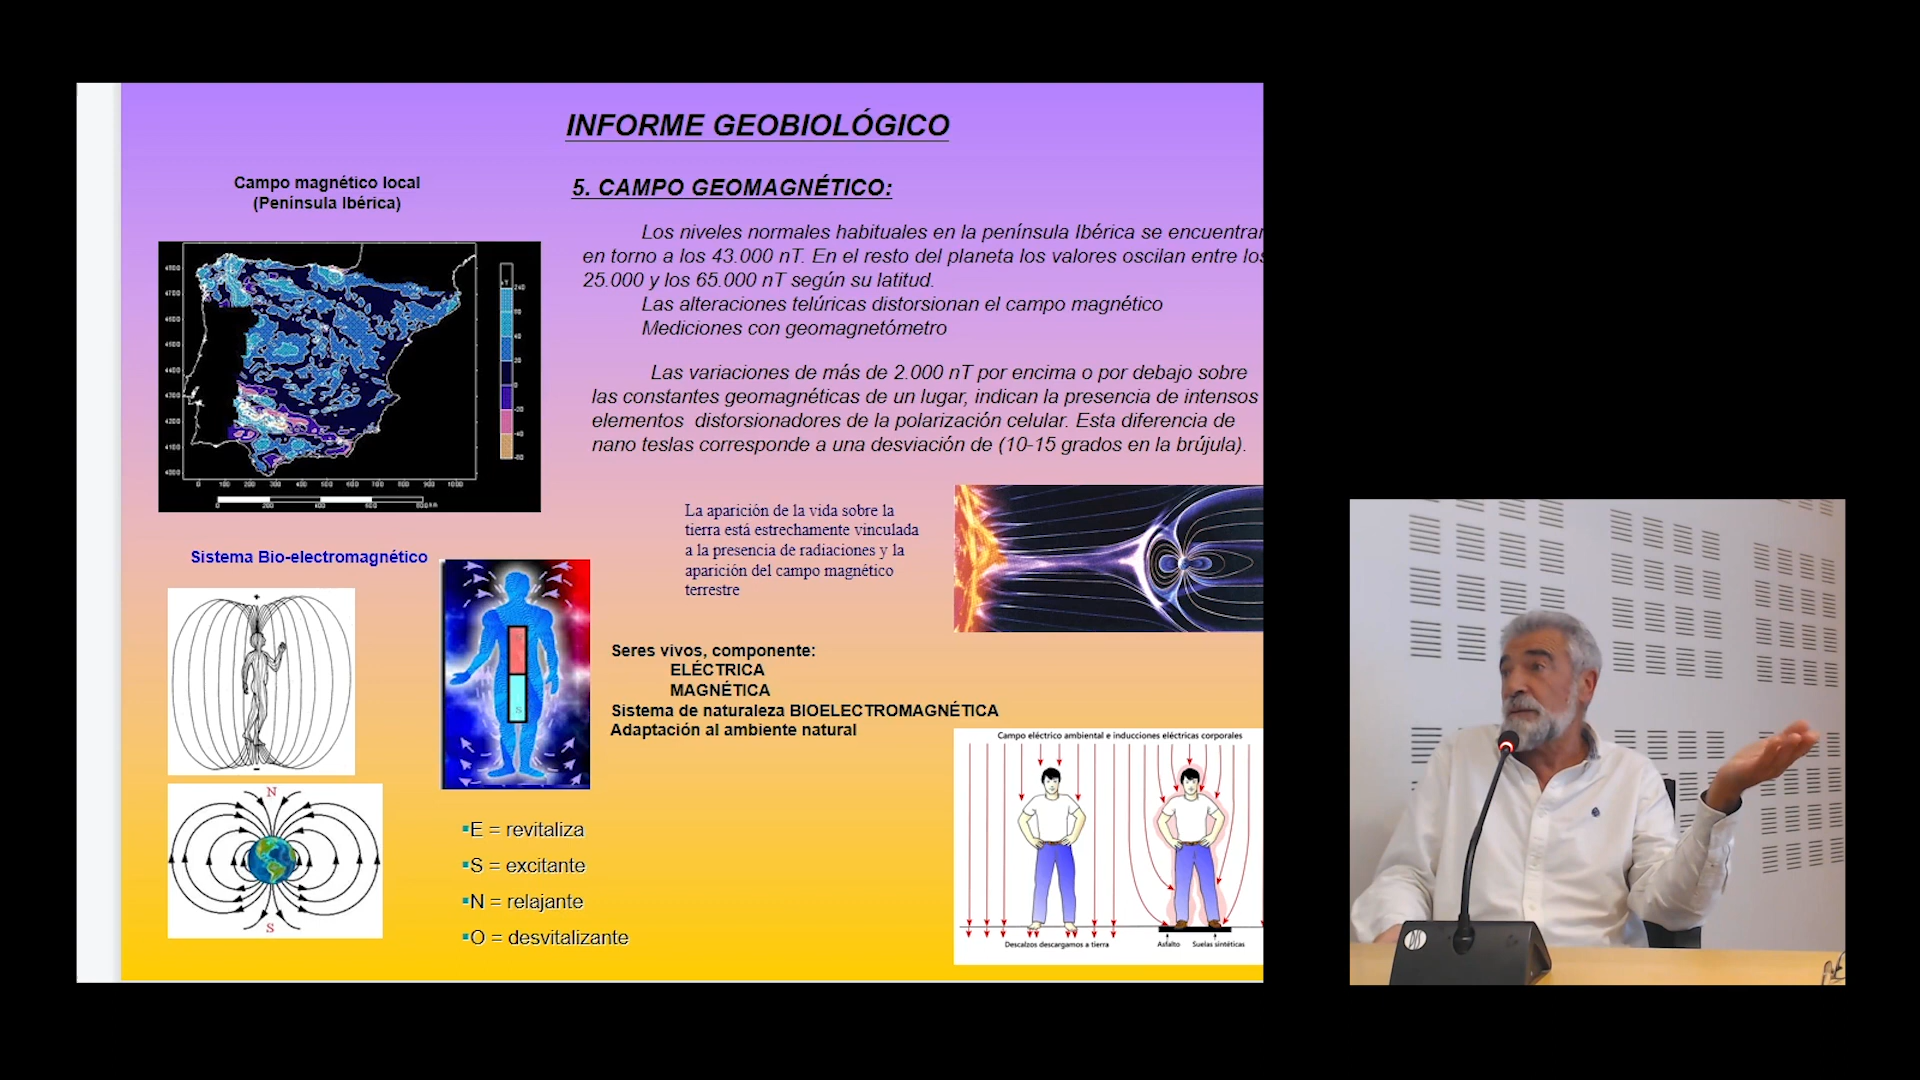 INFORME GEOBIOLÓGICO
Campo magnético local
(Península Ibérica)
5. CAMPO GEOMAGNÉTICO:
Los niveles normales habituales en la península Ibérica se encuentran
en torno a los 43.000 nT. En el resto del planeta los valores oscilan entre los
25.000 y los 65.000 nT según su latitud.
Las alteraciones telúricas distorsionan el campo magnético
Mediciones con geomagnetómetro
Las variaciones de más de 2.000 nT por encima o por debajo sobre
las constantes geomagnéticas de un lugar, indican la presencia de intensos
elementos distorsionadores de la polarización celular. Esta diferencia de
nano teslas corresponde a una desviación de (10-15 grados en la brújula).
La aparición de la vida sobre la
tierra está estrechamente vinculada
a la presencia de radiaciones y la
aparición del campo magnético
terrestre
Sistema Bio-electromagnético
Seres vivos, componente:
ELÉCTRICA
MAGNÉTICA
Sistema de naturaleza BIOELECTROMAGNÉTICA
Adaptación al ambiente natural
N
S
S
▪E = revitaliza
▪S = excitante
▪N = relajante
▪O = desvitalizante
Campo eléctrico ambiental e inducciones eléctricas corporales
Descalzos descargamos a tierra
Asfalto
Suelas sintéticas